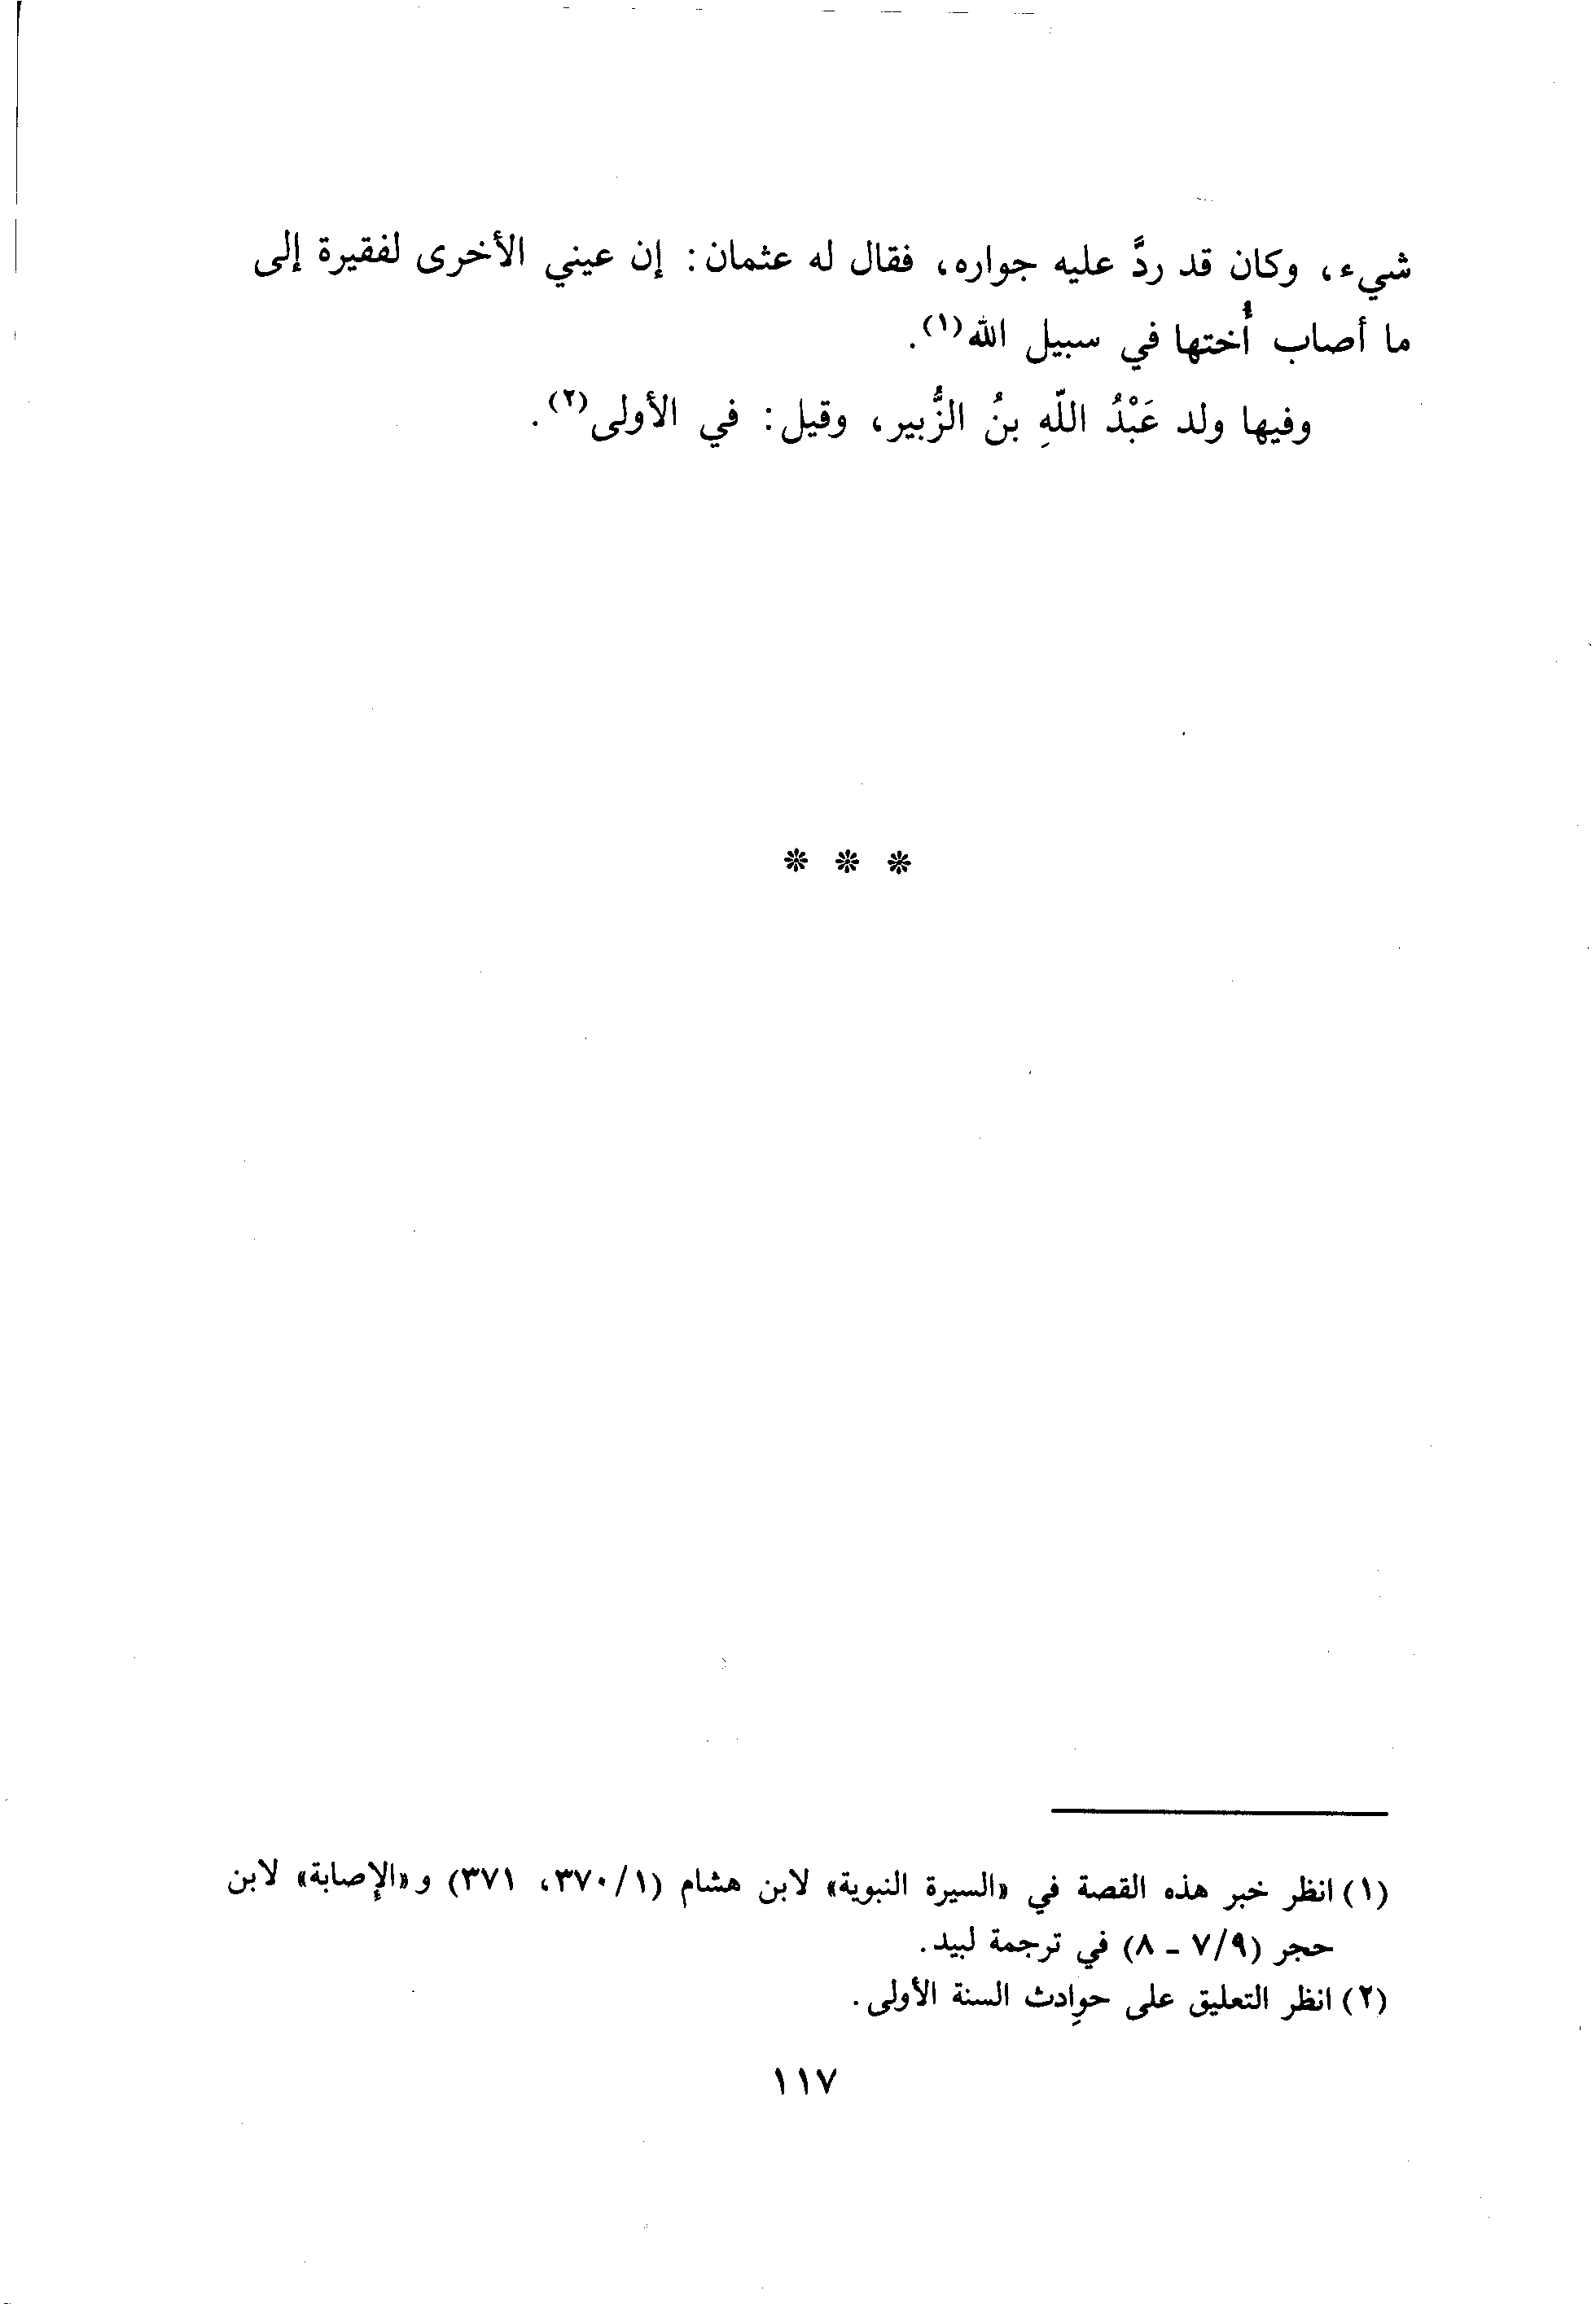 شيء، وكان قد ردَّ عليه جواره، فقال له عثمان: إن عيني الأخرى لفقيرة إلى
ما أصاب أُختها في سبيل الله(١).
وفيها ولد عَبْدُ اللّهِ بنُ الزُّبير، وقيل: في الأولى(٢).
* * *
(١) انظر خبر هذه القصة في «السيرة النبوية» لابن هشام (١/٣٧٠، ٣٧١) و«الإصابة» لابن
حجر (٩/٧ - ٨) في ترجمة لبيد.
(٢) انظر التعليق على حوادث السنة الأولى.
١١٧